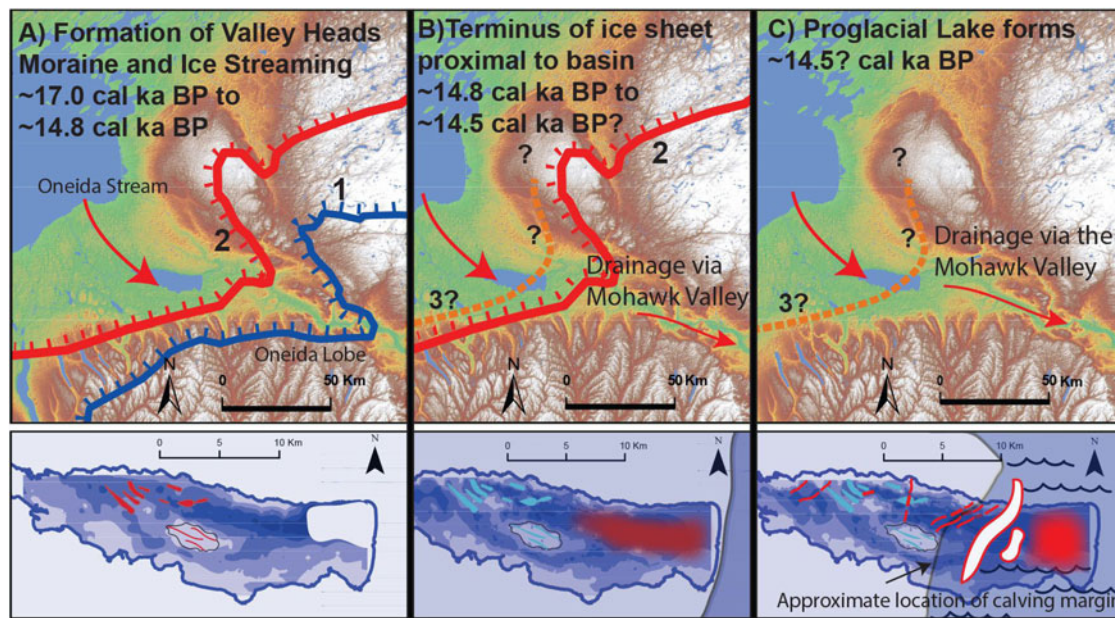 A) Formation of Valley Heads
Moraine and Ice Streaming
~17.0 cal ka BP to
~14.8 cal ka BP
Oneida Stream
1
2
Oneida Lobe
N
0 50 Km
B)Terminus of ice sheet
proximal to basin
~14.8 cal ka BP to
~14.5 cal ka BP?
?
2
?
Drainage via
Mohawk Valley
3?
N
0 50 Km
C) Proglacial Lake forms
~14.5? cal ka BP
?
?
Drainage via the
Mohawk Valley
3?
N
0 50 Km
0 5 10 Km
N
0 5 10 Km
N
0 5 10 Km
N
Approximate location of calving margin